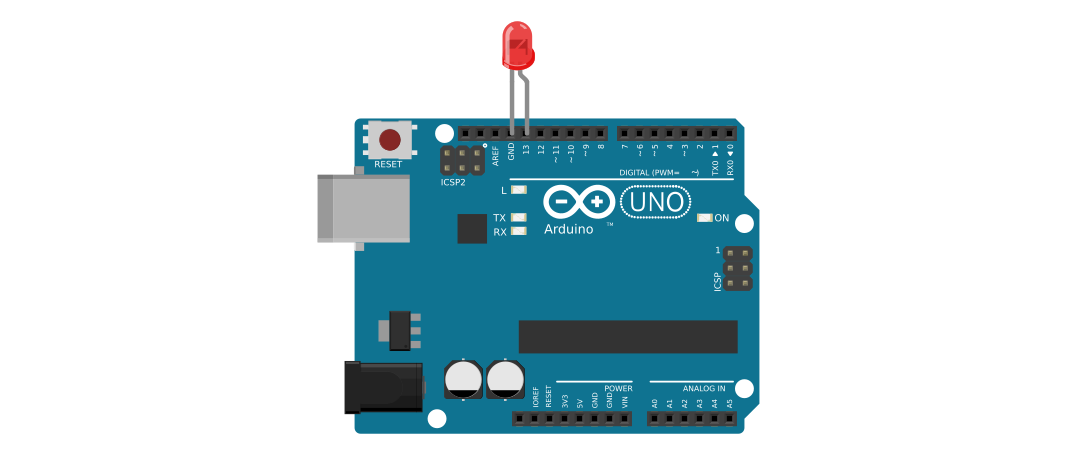 RESET
ICSP2
AREF
GND
13
12
~11
~10
~9
8
7
~6
~5
4
~3
2
TX0 ▶ 1
RX0 ◀ 0
DIGITAL (PWM= ~)
L
TX
RX
UNO
Arduino
TM
ON
1
ICSP
POWER
ANALOG IN
IOREF
RESET
3V3
5V
GND
GND
VIN
A0
A1
A2
A3
A4
A5